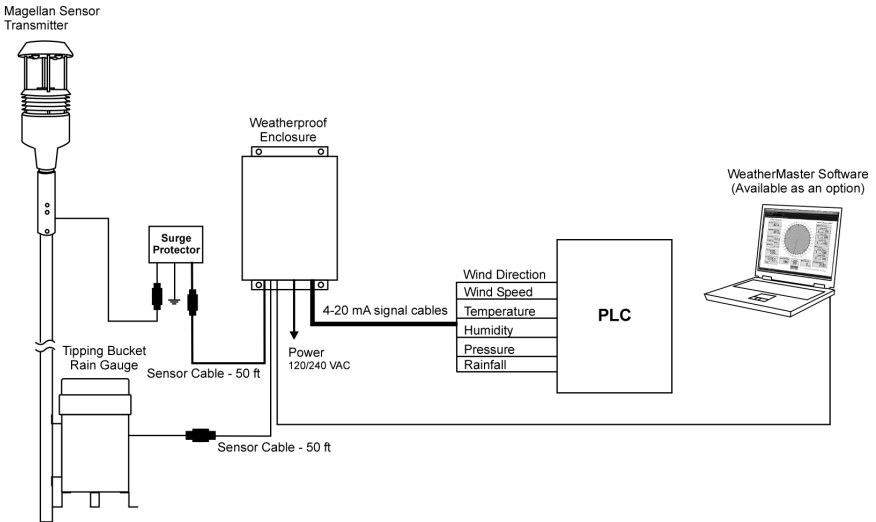 Magellan Sensor
Transmitter
Weatherproof
Enclosure
WeatherMaster Software
(Available as an option)
Surge
Protector
Wind Direction
Wind Speed
Temperature
Humidity
Pressure
Rainfall
PLC
4-20 mA signal cables
Power
120/240 VAC
Tipping Bucket
Rain Gauge
Sensor Cable - 50 ft
Sensor Cable - 50 ft